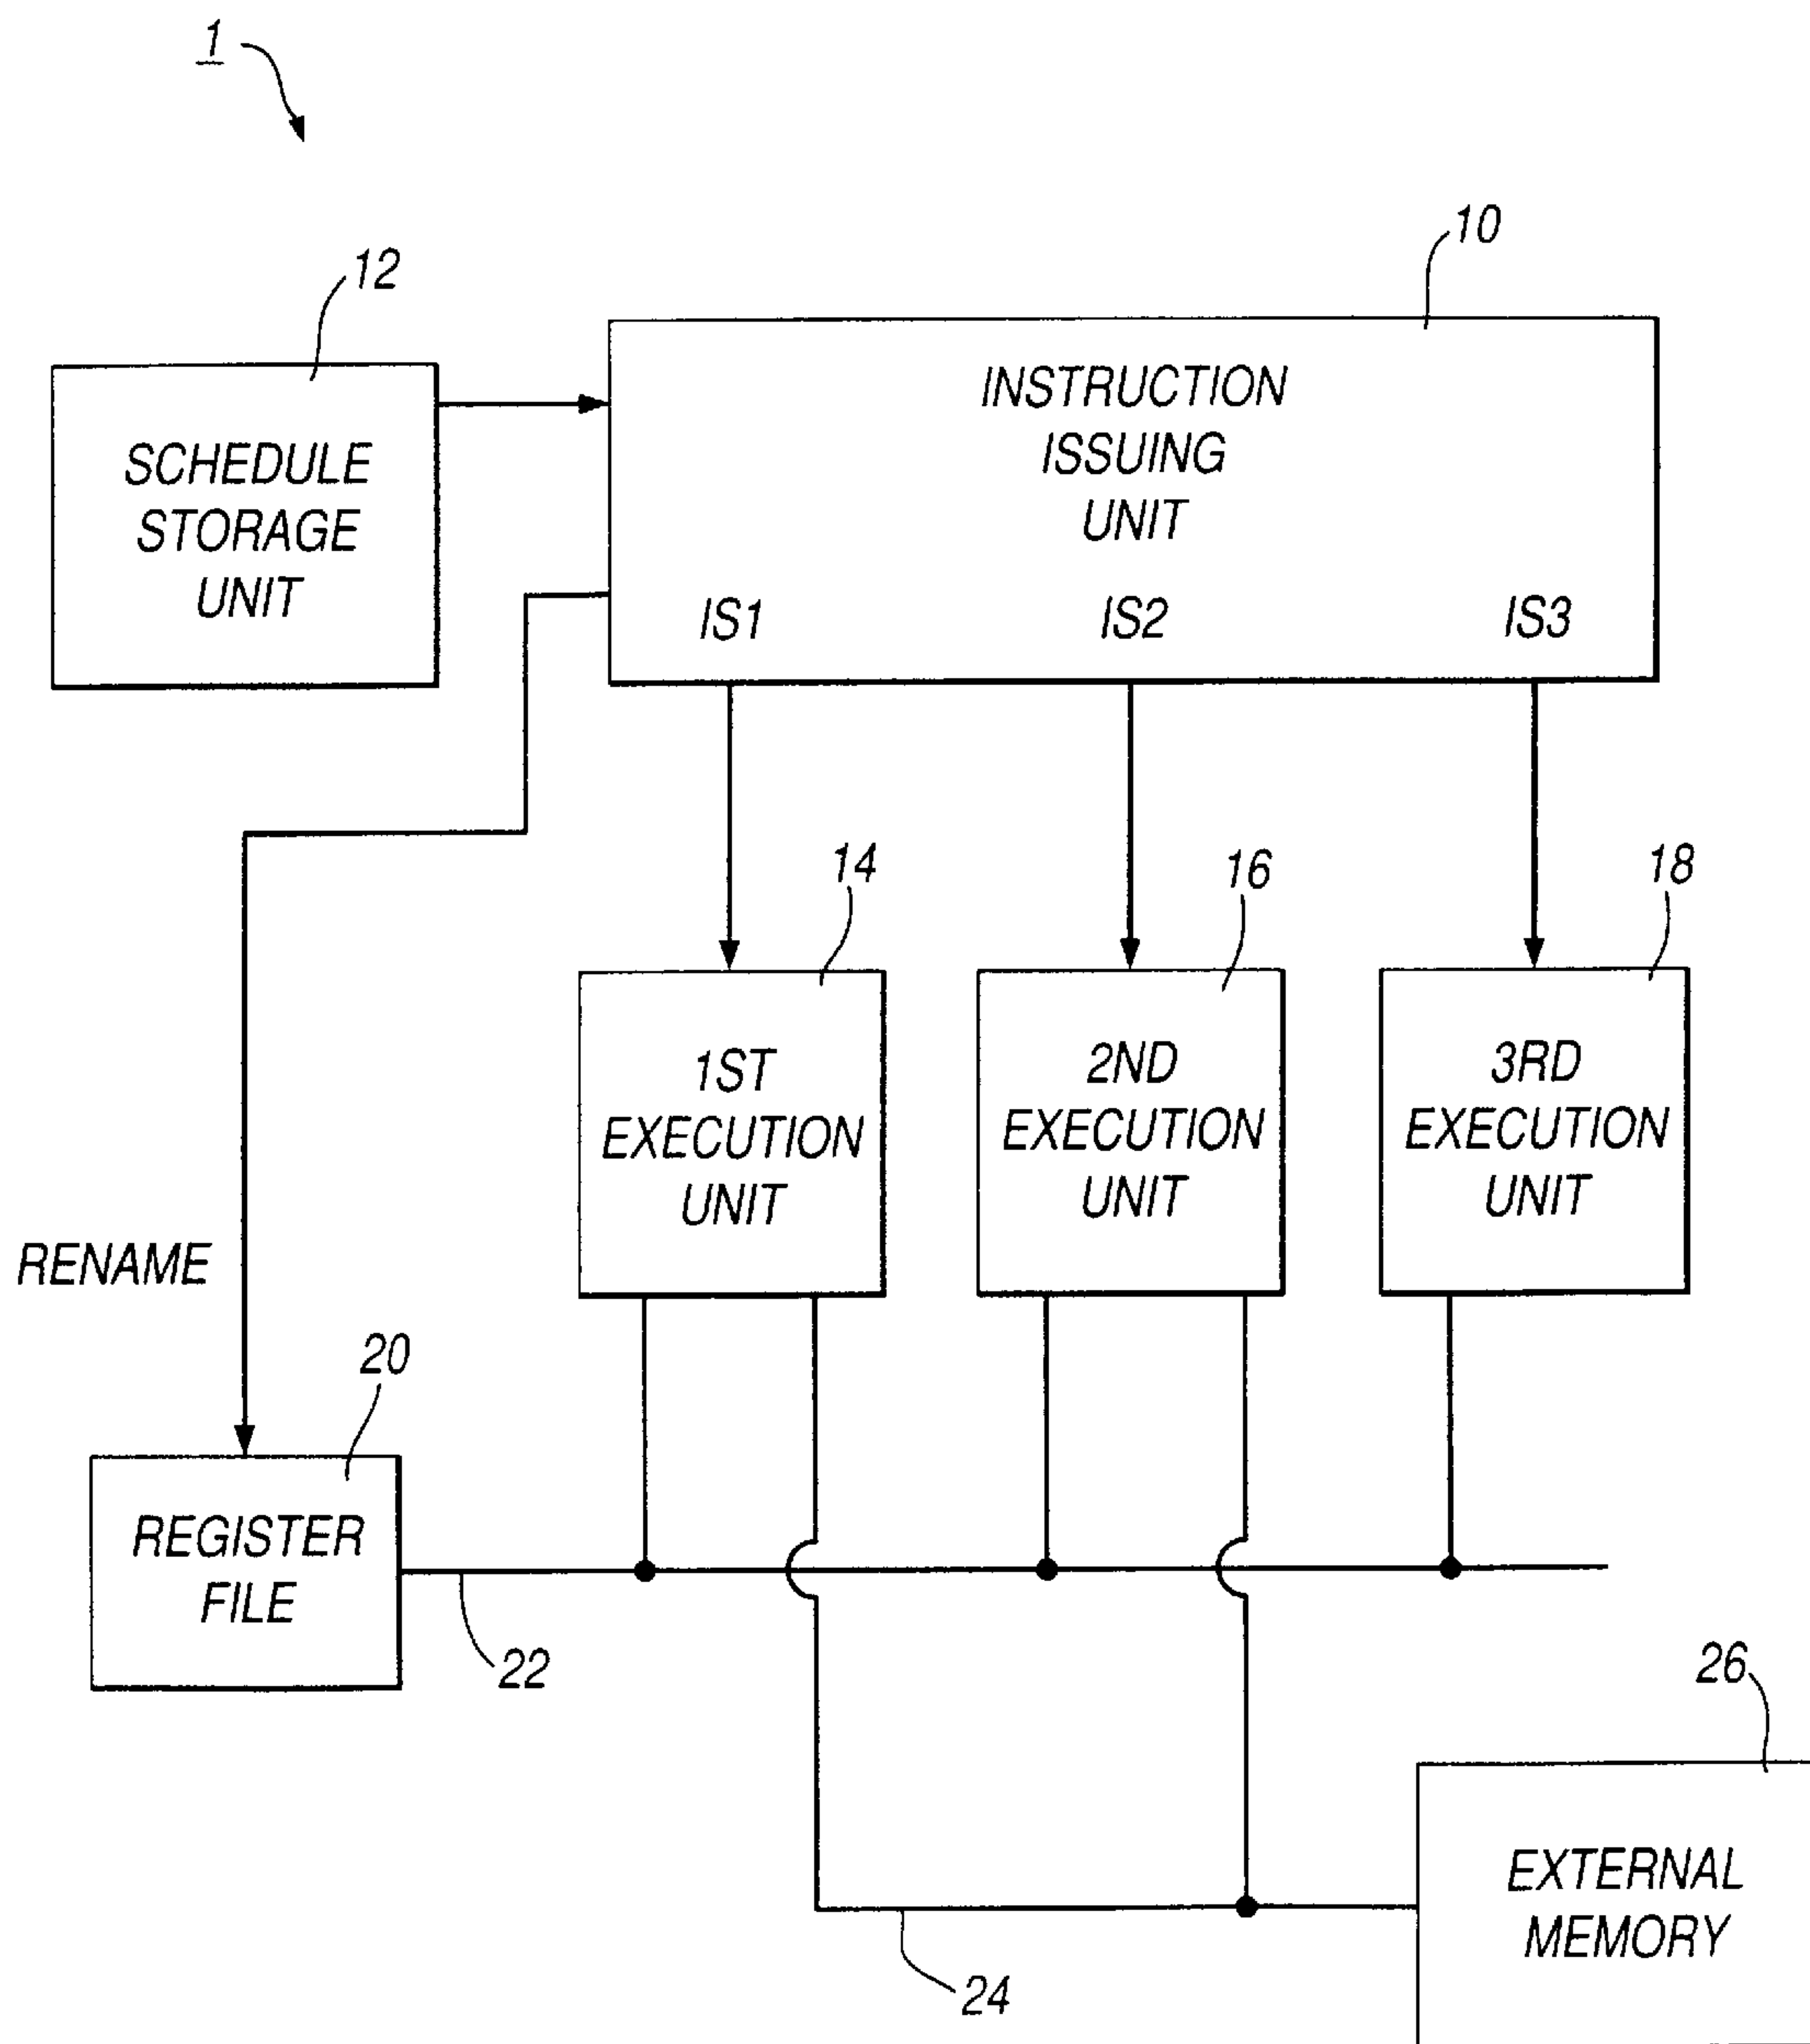 1
10
12
INSTRUCTION
ISSUING
UNIT
SCHEDULE
STORAGE
UNIT
IS1 IS2 IS3
14
16
18
1ST
EXECUTION
UNIT
2ND
EXECUTION
UNIT
3RD
EXECUTION
UNIT
RENAME
20
REGISTER
FILE
22
26
EXTERNAL
MEMORY
24